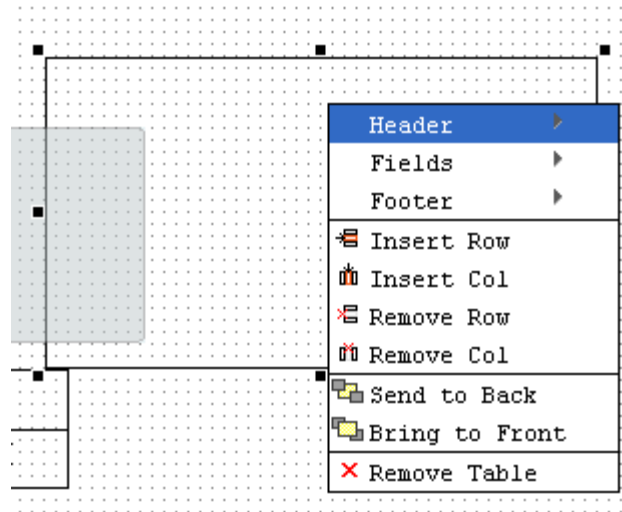 Header
Fields
Footer
Insert Row
Insert Col
Remove Row
Remove Col
Send to Back
Bring to Front
Remove Table